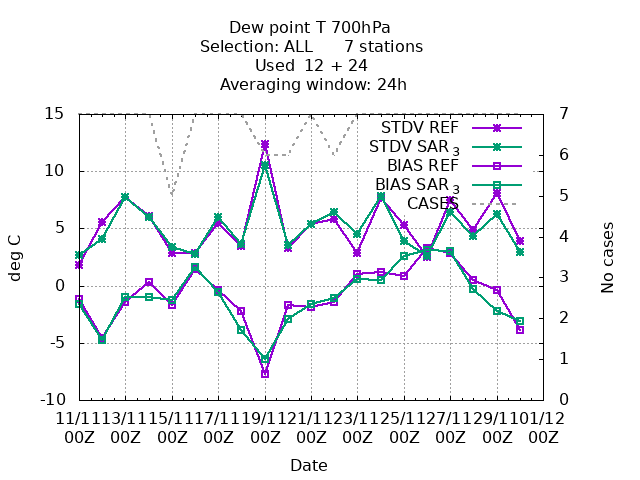 Dew point T 700hPa
Selection: ALL 7 stations
Used 12 + 24
Averaging window: 24h
15
10
5
0
-5
-10
deg C
7
6
5
4
3
2
1
0
No cases
STDV REF
STDV SAR 3
BIAS REF
BIAS SAR 3
CASES
11/11 13/11 15/11 17/11 19/11 21/11 23/11 25/11 27/11 29/11 01/12
00Z 00Z 00Z 00Z 00Z 00Z 00Z 00Z 00Z 00Z 00Z
Date